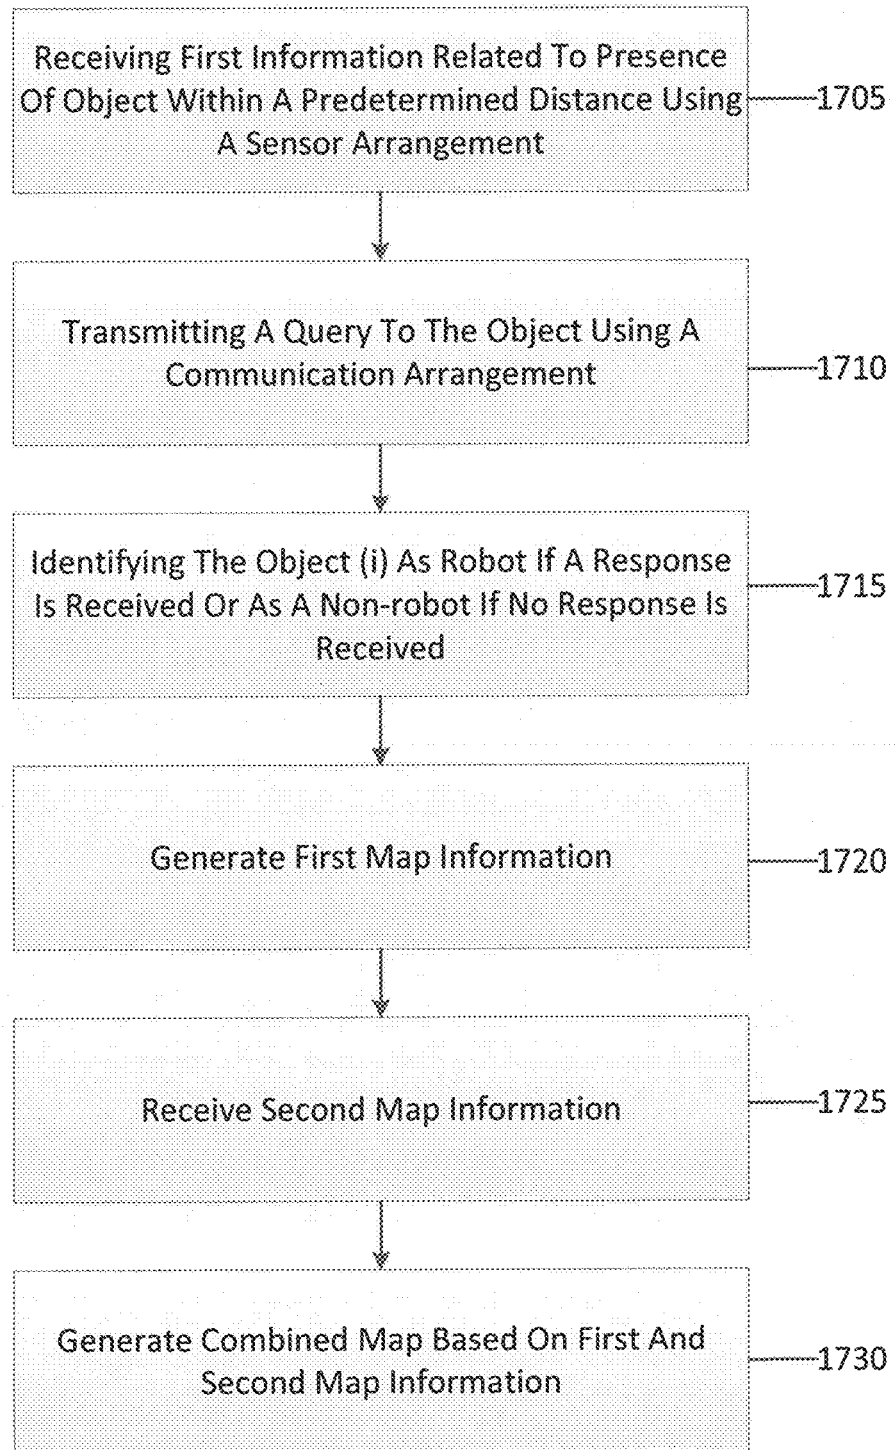 Receiving First Information Related To Presence
Of Object Within A Predetermined Distance Using
A Sensor Arrangement
1705
Transmitting A Query To The Object Using A
Communication Arrangement
1710
Identifying The Object (i) As Robot If A Response
Is Received Or As A Non-robot If No Response Is
Received
1715
Generate First Map Information
1720
Receive Second Map Information
1725
Generate Combined Map Based On First And
Second Map Information
1730